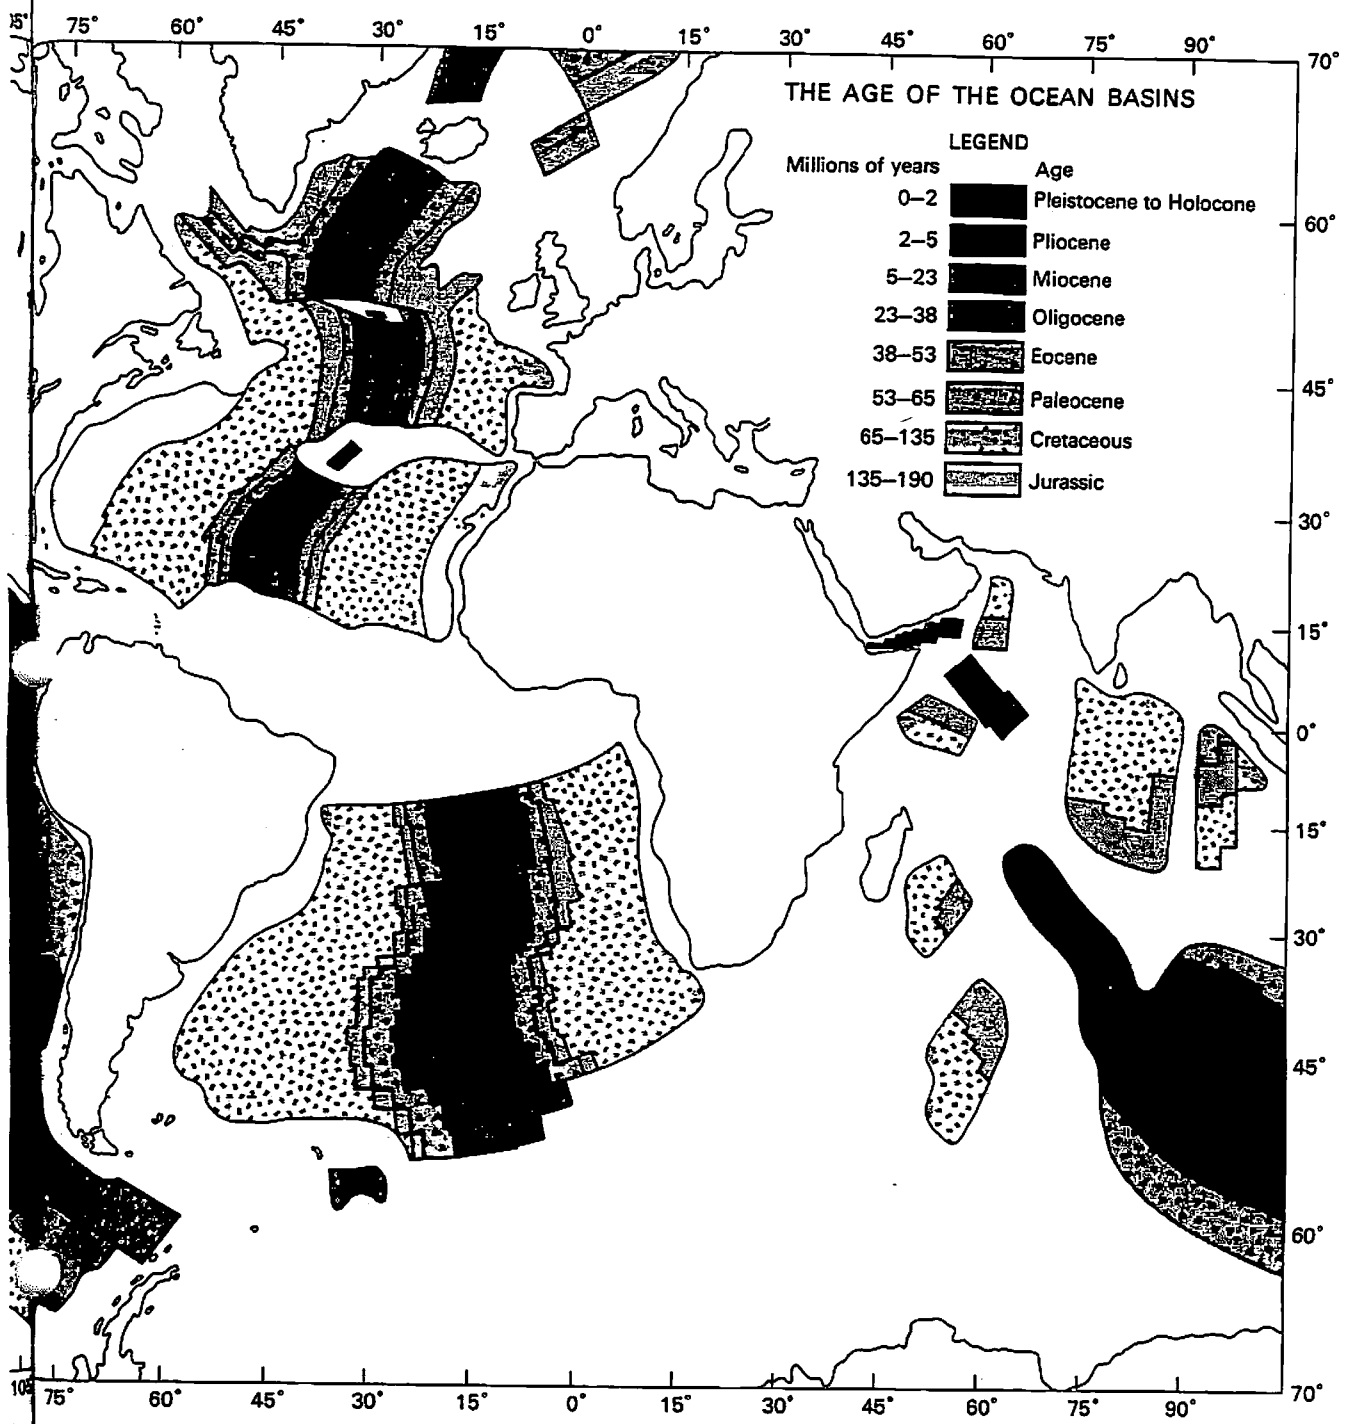 75° 60° 45° 30° 15° 0° 15° 30° 45° 60° 75° 90°
70°
THE AGE OF THE OCEAN BASINS
LEGEND
Millions of years Age
0–2 Pleistocene to Holocone
2–5 Pliocene
5–23 Miocene
23–38 Oligocene
38–53 Eocene
53–65 Paleocene
65–135 Cretaceous
135–190 Jurassic
60°
45°
30°
15°
0°
15°
30°
45°
60°
70°
75° 60° 45° 30° 15° 0° 15° 30° 45° 60° 75° 90°